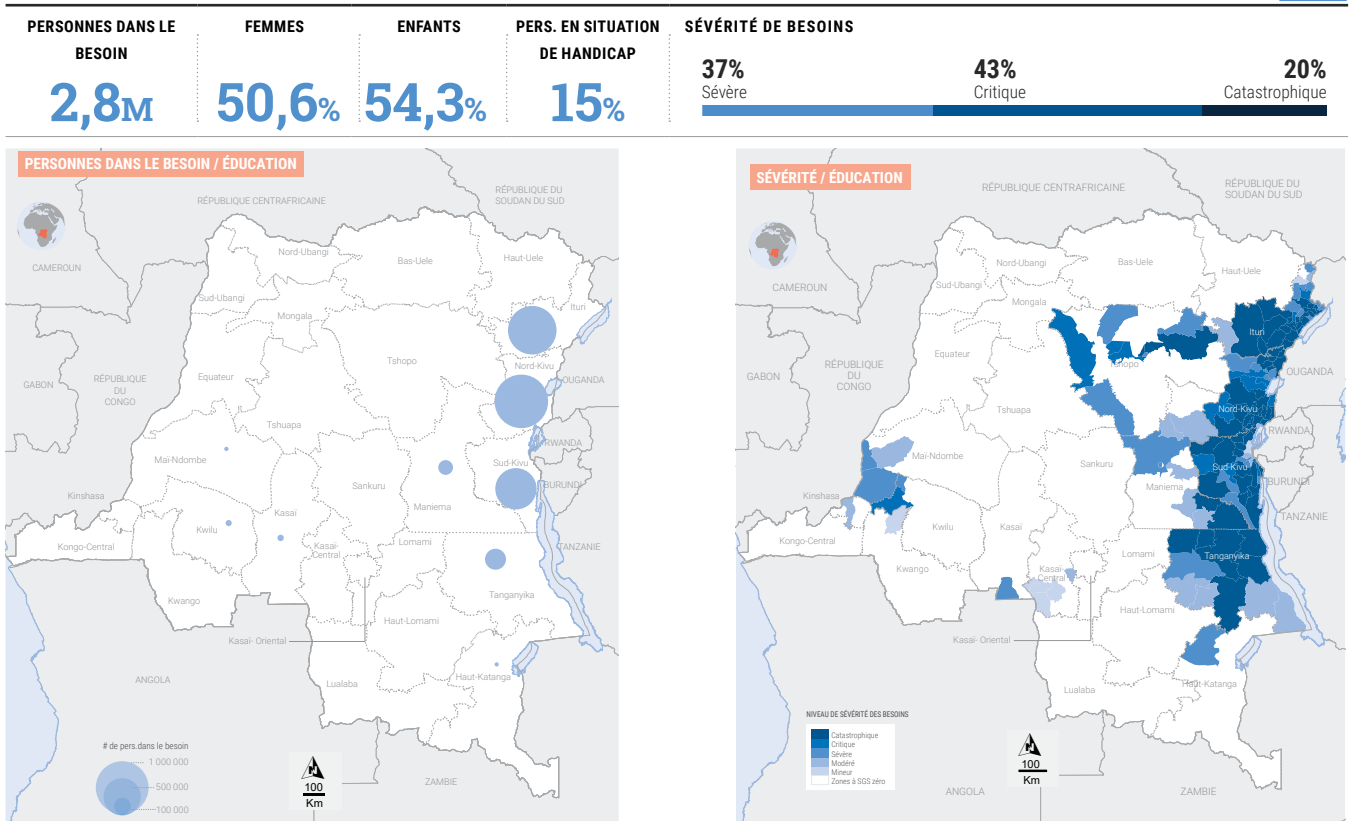 PERSONNES DANS LE
BESOIN
2,8M
FEMMES
50,6%
ENFANTS
54,3%
PERS. EN SITUATION
DE HANDICAP
15%
SÉVÉRITÉ DE BESOINS
37%
Sévère
43%
Critique
20%
Catastrophique
PERSONNES DANS LE BESOIN / ÉDUCATION
RÉPUBLIQUE CENTRAFRICAINE
RÉPUBLIQUE DU
SOUDAN DU SUD
CAMEROUN
Nord-Ubangi
Bas-Uele
Haut-Uele
Sud-Ubangi
Ituri
Mongala
Tshopo
Nord-Kivu
GABON
RÉPUBLIQUE
DU
CONGO
Equateur
OUGANDA
Tshuapa
RWANDA
Maï-Ndombe
Sud-Kivu
Sankuru
BURUNDI
Kinshasa
Maniema
Kasaï
Kwilu
Kongo-Central
Kasaï-
Central
Lomami
TANZANIE
Kwango
Tanganyika
Haut-Lomami
Kasaï- Oriental
ANGOLA
Lualaba
Haut-Katanga
# de pers.dans le besoin
1 000 000
500 000
100 000
100
Km
ZAMBIE
SÉVÉRITÉ / ÉDUCATION
RÉPUBLIQUE CENTRAFRICAINE
RÉPUBLIQUE DU
SOUDAN DU SUD
CAMEROUN
Nord-Ubangi
Bas-Uele
Haut-Uele
Sud-Ubangi
Mongala
Ituri
Equateur
Tshopo
RÉPUBLIQUE
DU
CONGO
GABON
OUGANDA
Tshuapa
Nord-Kivu
RWANDA
Maï-Ndombe
Sankuru
Sud-Kivu
BURUNDI
Maniema
Kinshasa
TANZANIE
Kwilu
Kasaï
Kongo-Central
Lomami
Tanganyika
Kwango
Kasaï-
Central
Haut-Lomami
Kasaï- Oriental
Haut-Katanga
Lualaba
NIVEAU DE SÉVÉRITÉ DES BESOINS
Catastrophique
Critique
Sévère
Modéré
Mineur
Zones à SGS zéro
100
Km
ANGOLA
ZAMBIE